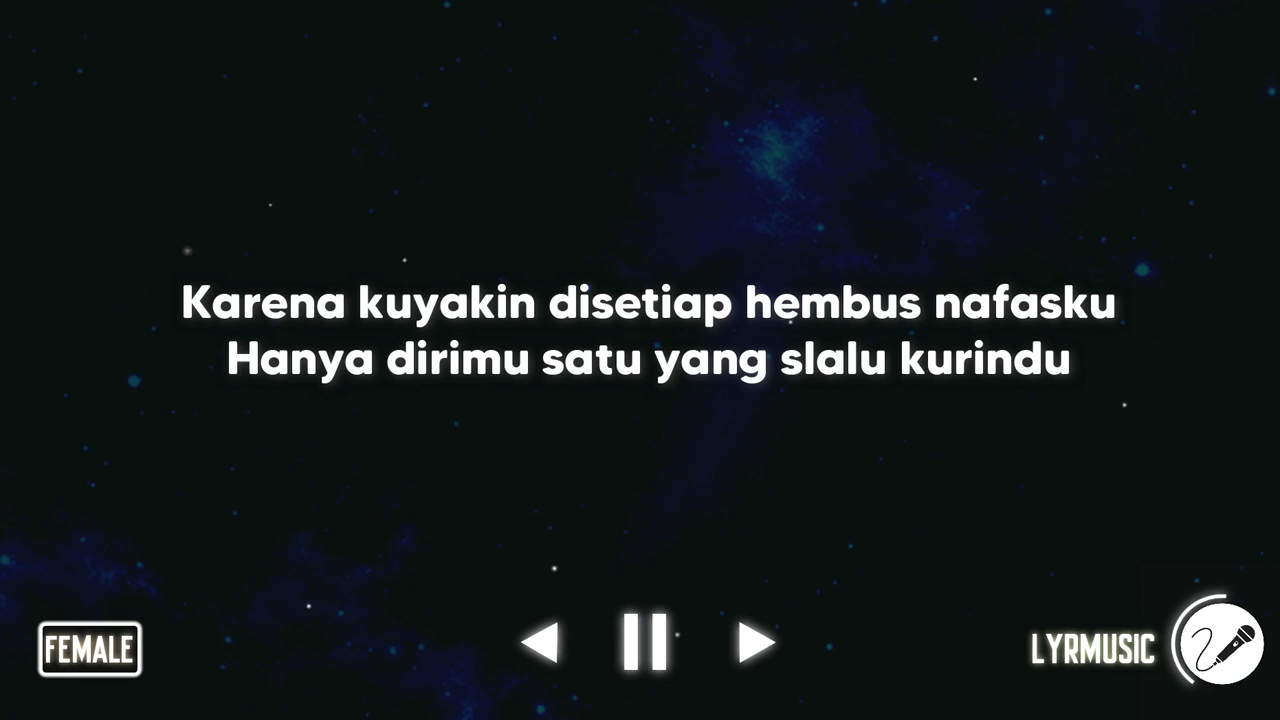 Karena kuyakin disetiap hembus nafasku
Hanya dirimu satu yang slalu kurindu
FEMALE
LYRMUSIC